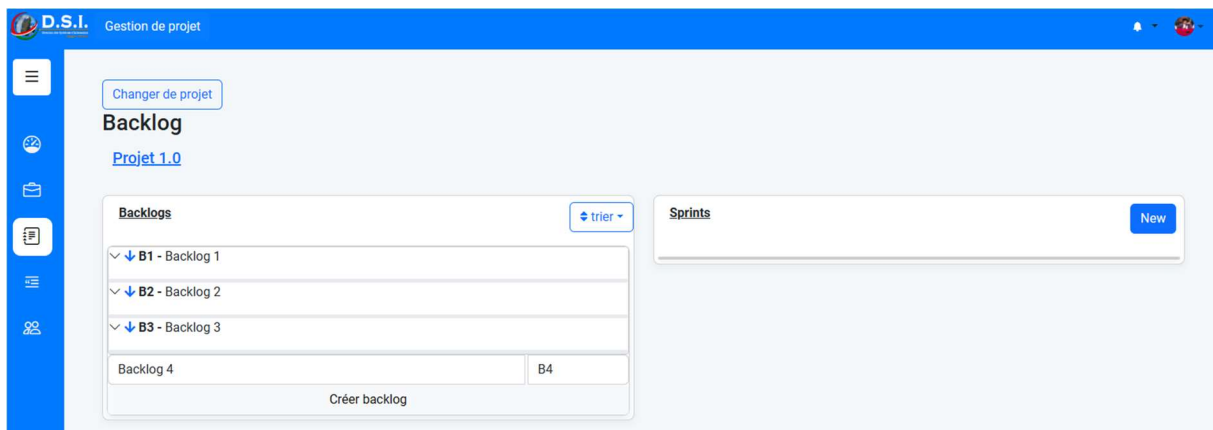 D.S.I.
Gestion de projet
Changer de projet
Backlog
Projet 1.0
Backlogs
trier
B1 - Backlog 1
B2 - Backlog 2
B3 - Backlog 3
Backlog 4
B4
Créer backlog
Sprints
New